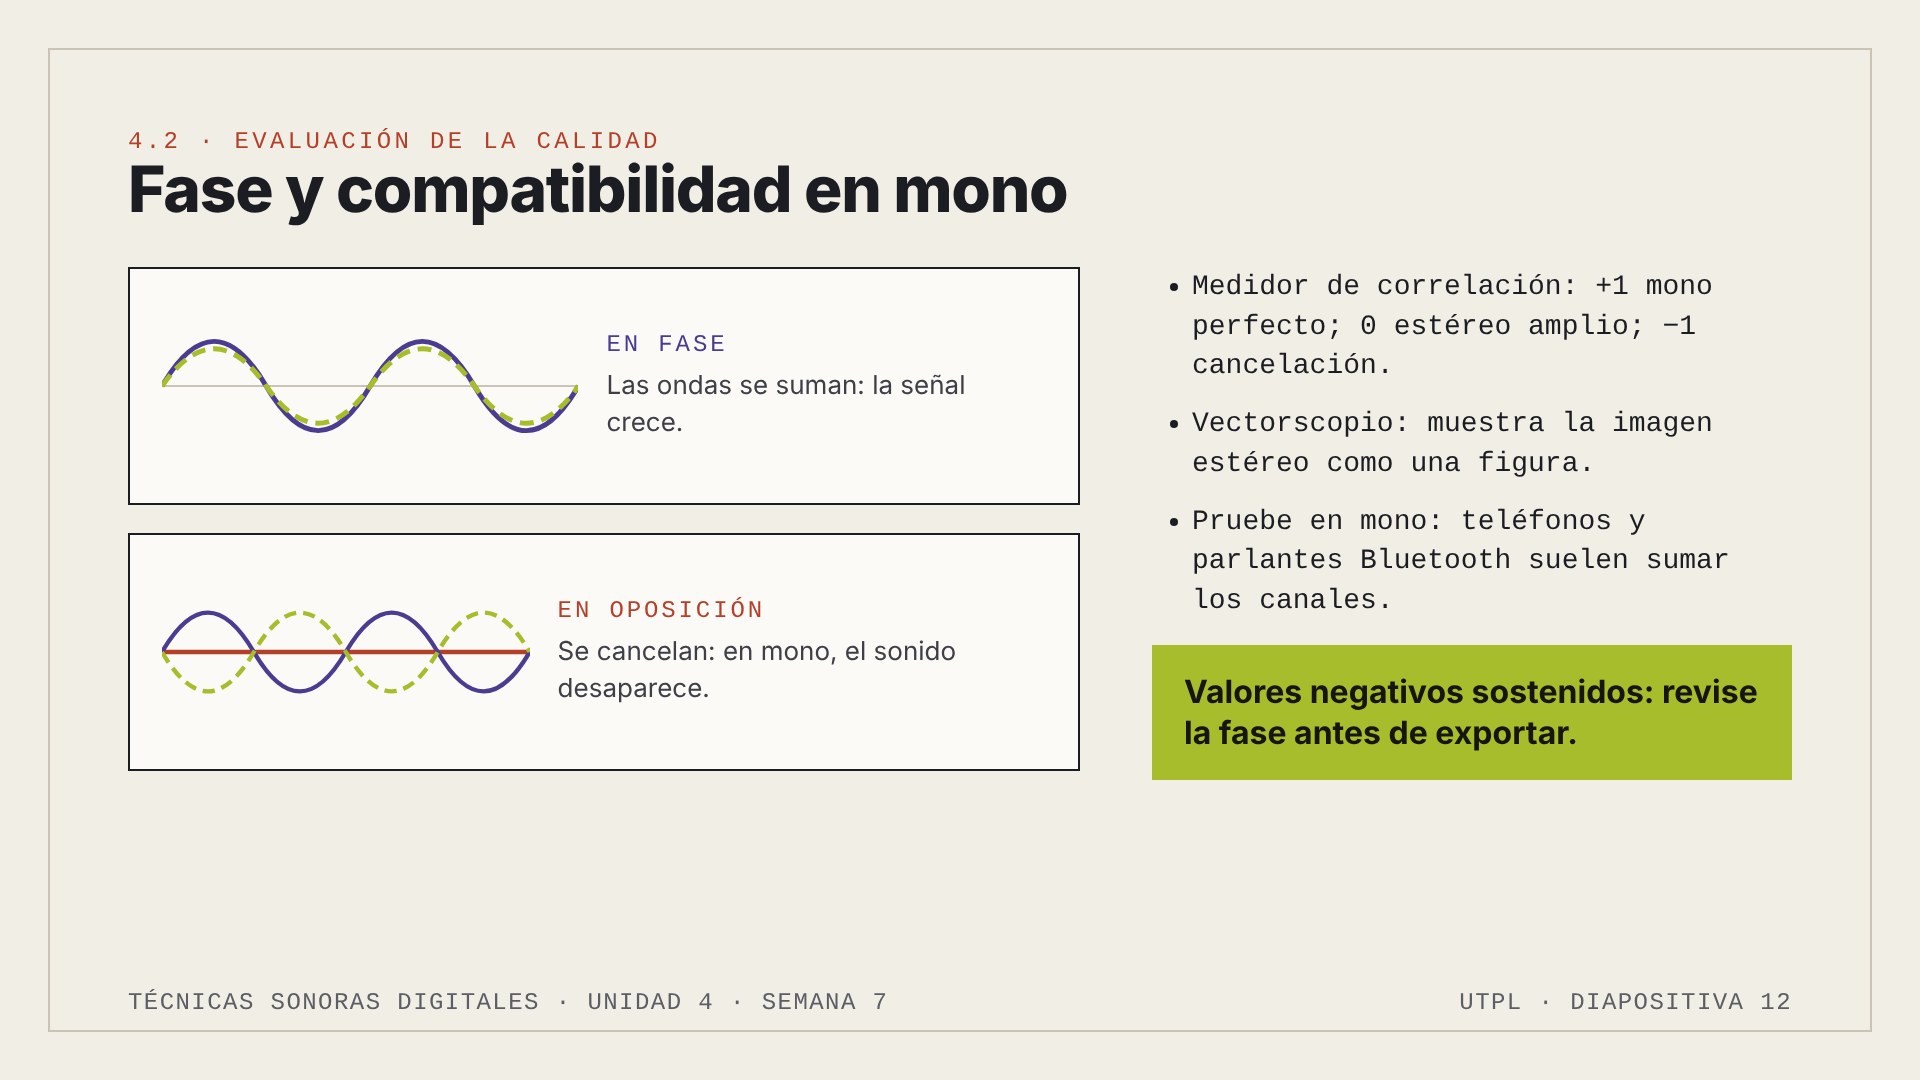 4.2 · EVALUACIÓN DE LA CALIDAD
Fase y compatibilidad en mono
EN FASE
Las ondas se suman: la señal
crece.
EN OPOSICIÓN
Se cancelan: en mono, el sonido
desaparece.
• Medidor de correlación: +1 mono
perfecto; 0 estéreo amplio; −1
cancelación.
• Vectorscopio: muestra la imagen
estéreo como una figura.
• Pruebe en mono: teléfonos y
parlantes Bluetooth suelen sumar
los canales.
Valores negativos sostenidos: revise
la fase antes de exportar.
TÉCNICAS SONORAS DIGITALES · UNIDAD 4 · SEMANA 7
UTPL · DIAPOSITIVA 12